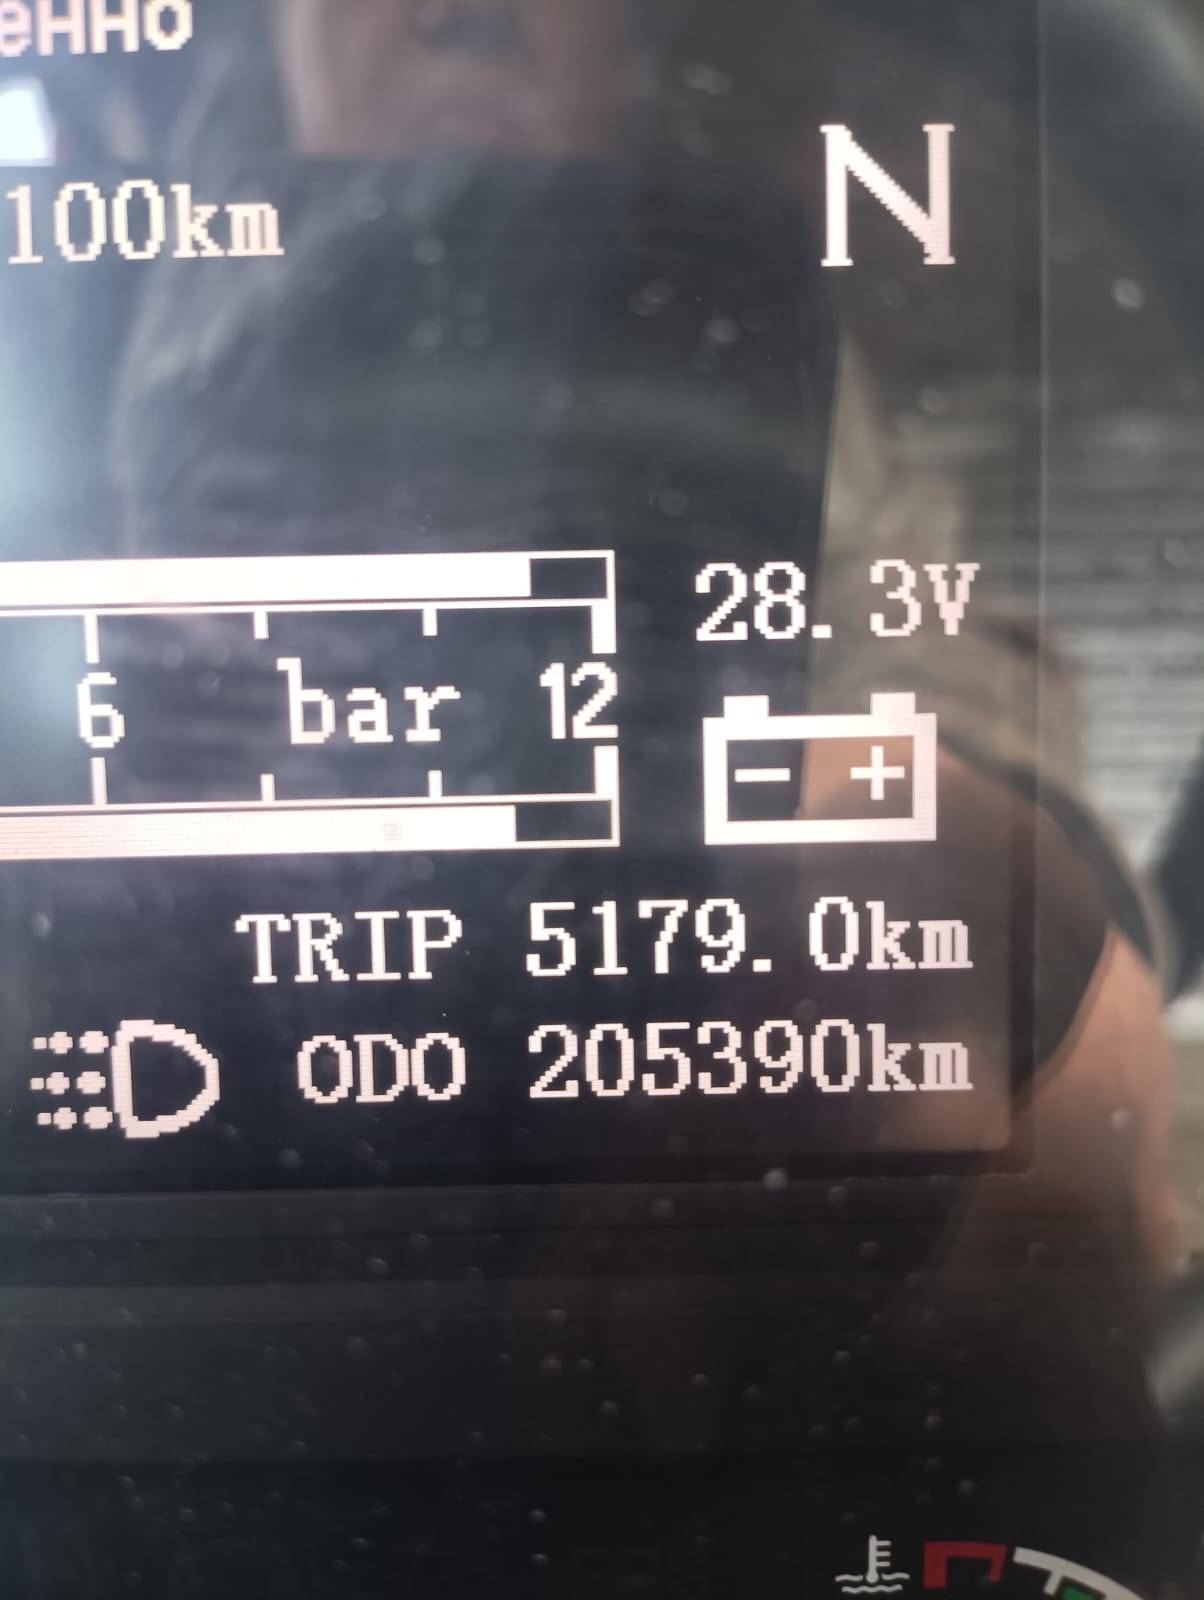 енно
100km
N
28.3V
6 bar 12
- +
TRIP 5179.0km
ODO 205390km